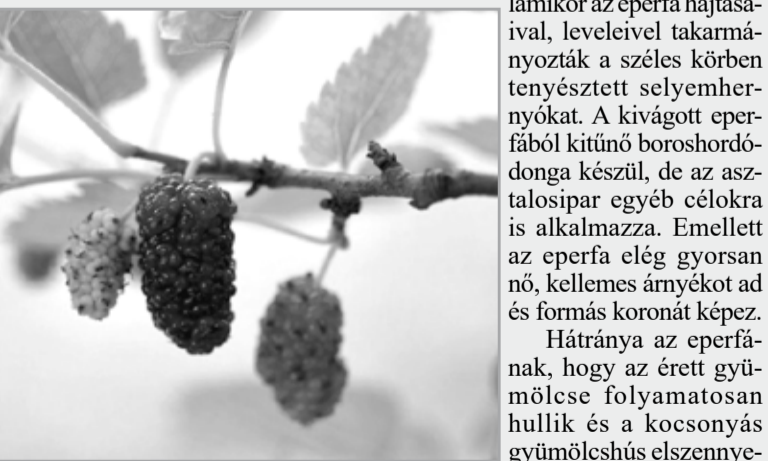 lamikor az eperfa hajtása-
ival, leveleivel takarmá-
nyozták a széles körben
tenyésztett selyemher-
nyókat. A kivágott eper-
fából kitűnő boroshordó-
donga készül, de az asz-
talosipar egyéb célokra
is alkalmazza. Emellett
az eperfa elég gyorsan
nő, kellemes árnyékot ad
és formás koronát képez.
Hátránya az eperfá-
nak, hogy az érett gyü-
mölcse folyamatosan
hullik és a kocsonyás
gyümölcshús elszennye-